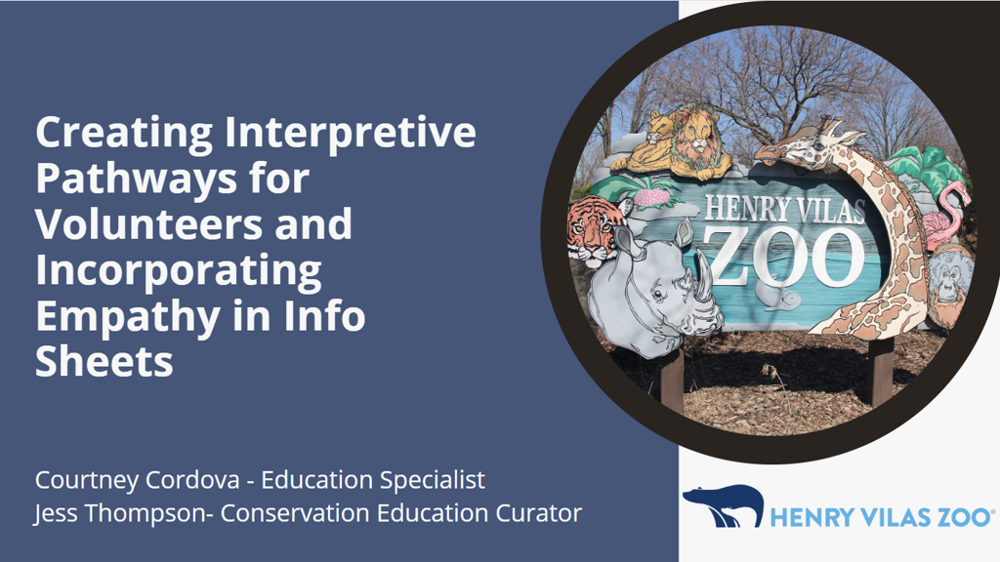 Creating Interpretive
Pathways for
Volunteers and
Incorporating
Empathy in Info
Sheets
Courtney Cordova - Education Specialist
Jess Thompson- Conservation Education Curator
HENRY VILAS
ZOO
HENRY VILAS ZOO®